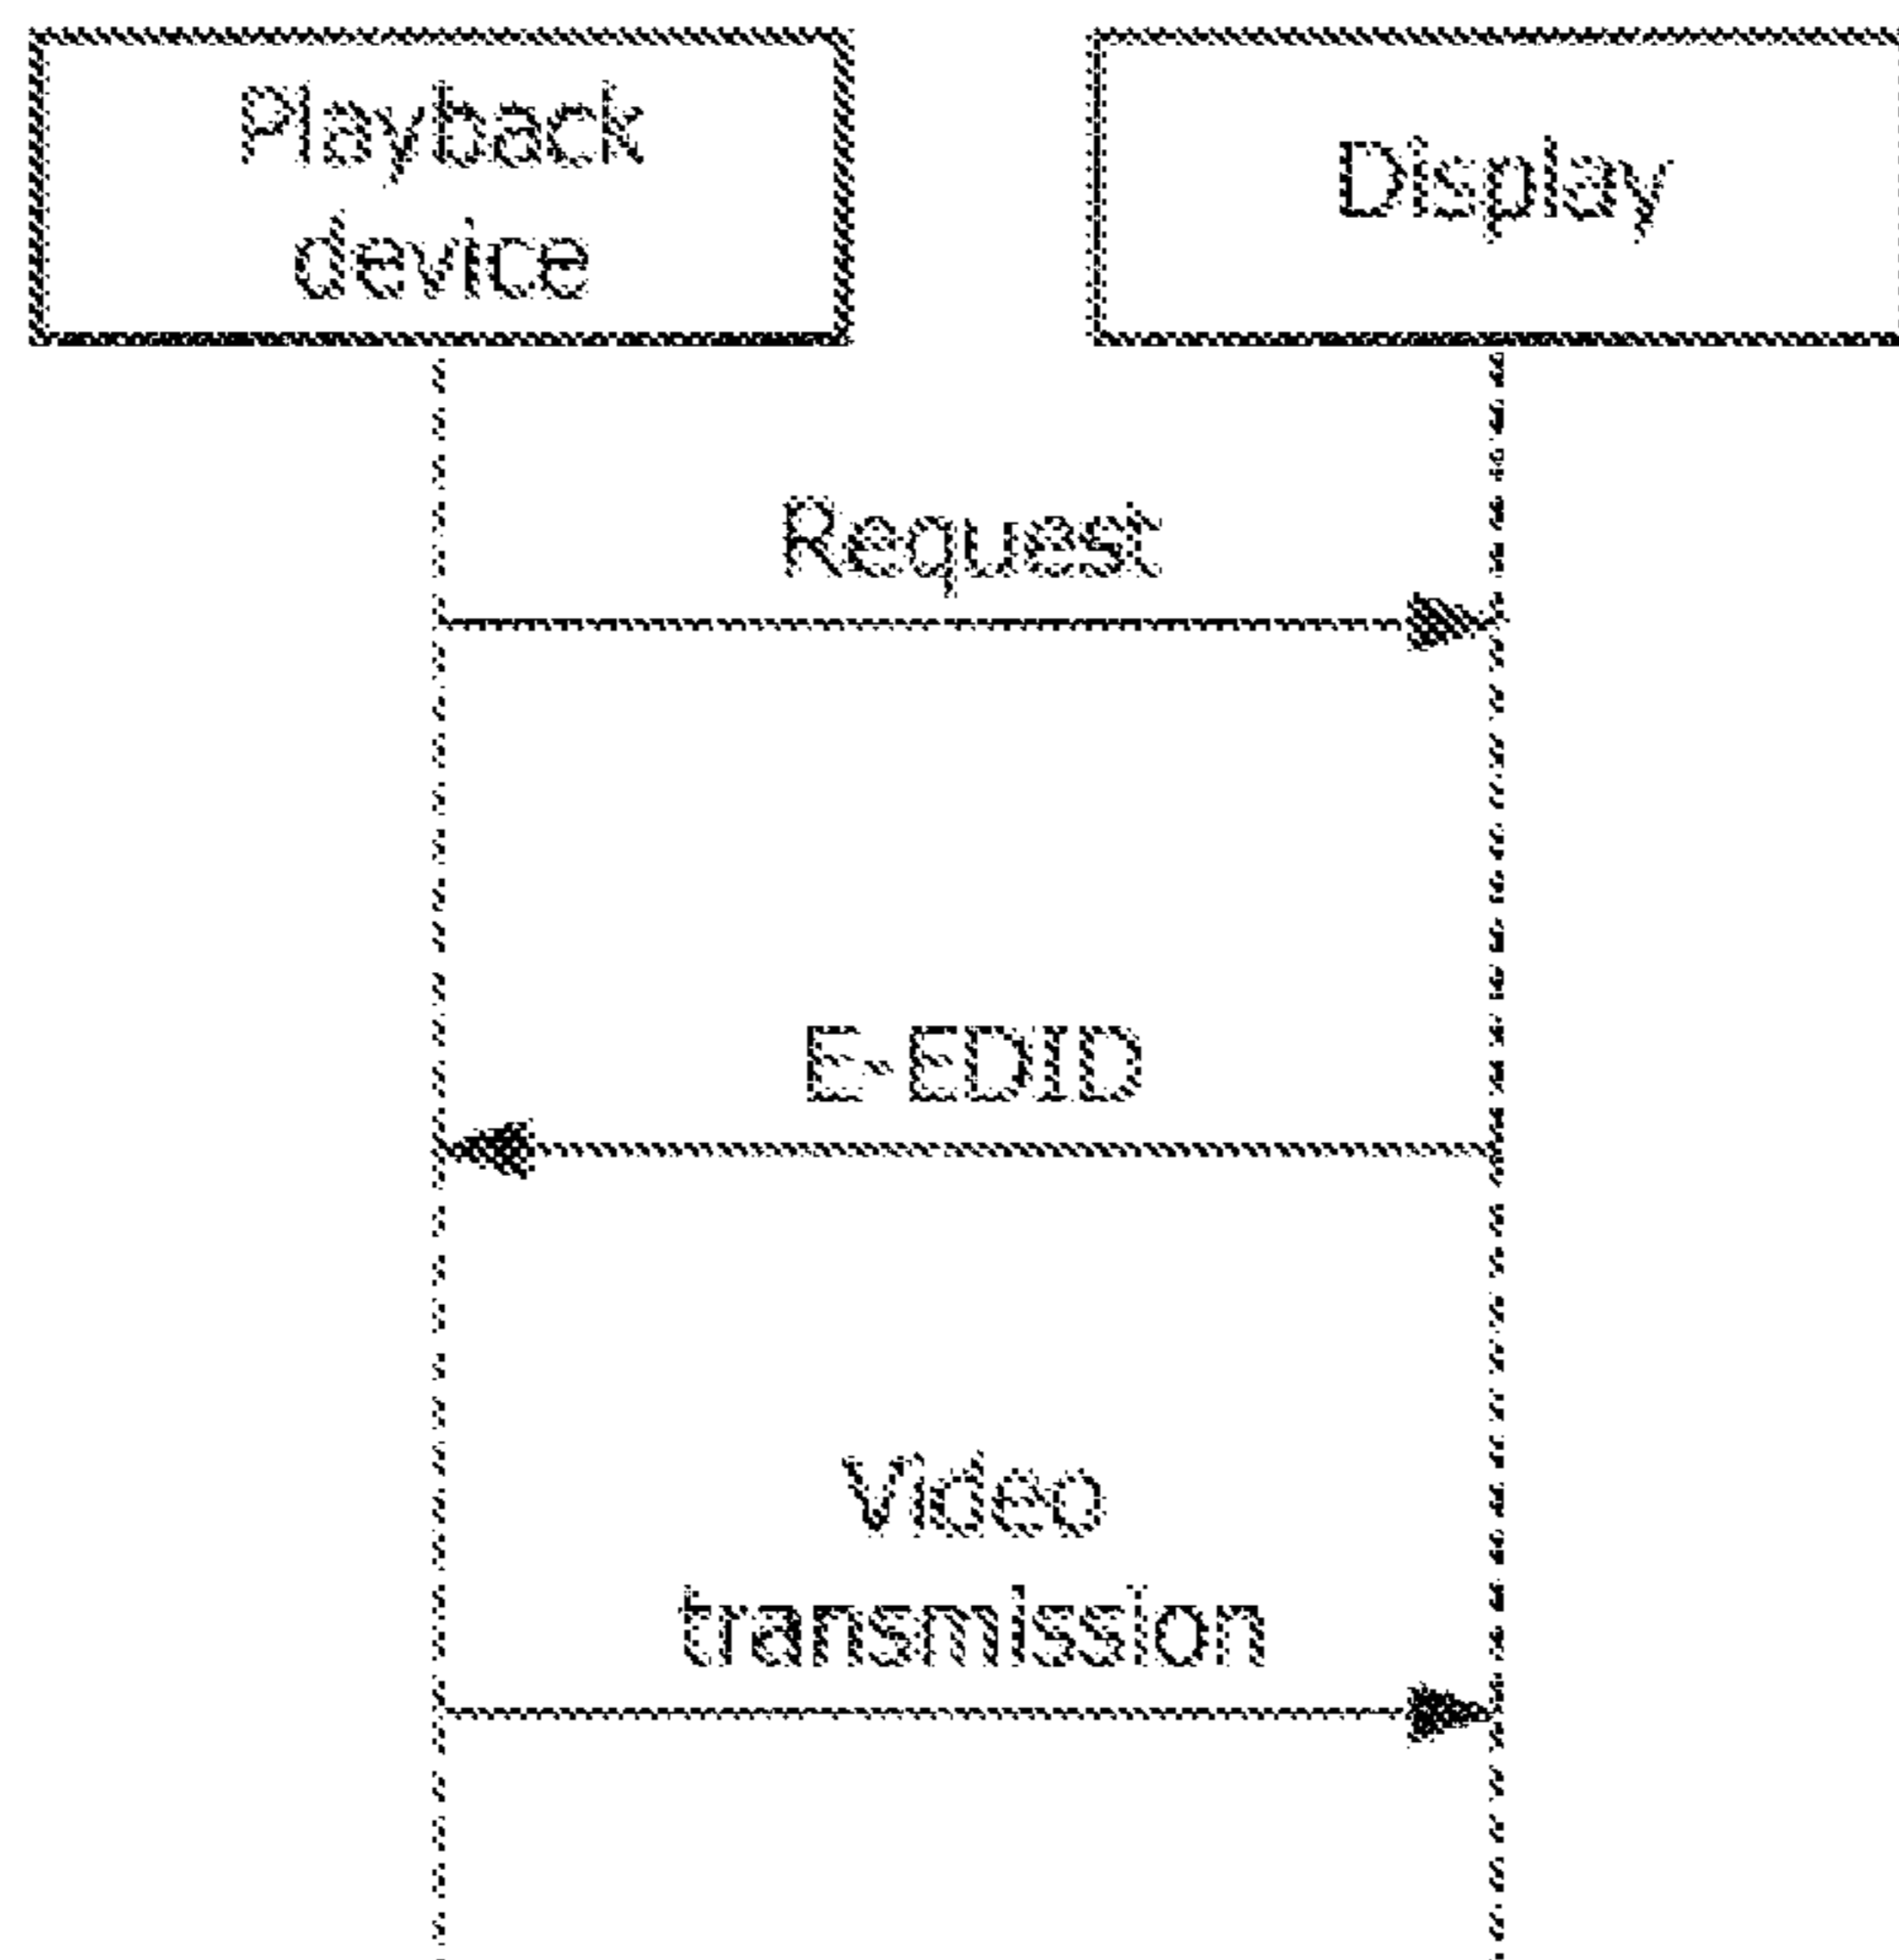 Playback
device
Display
Request
E-EDID
Video
transmission